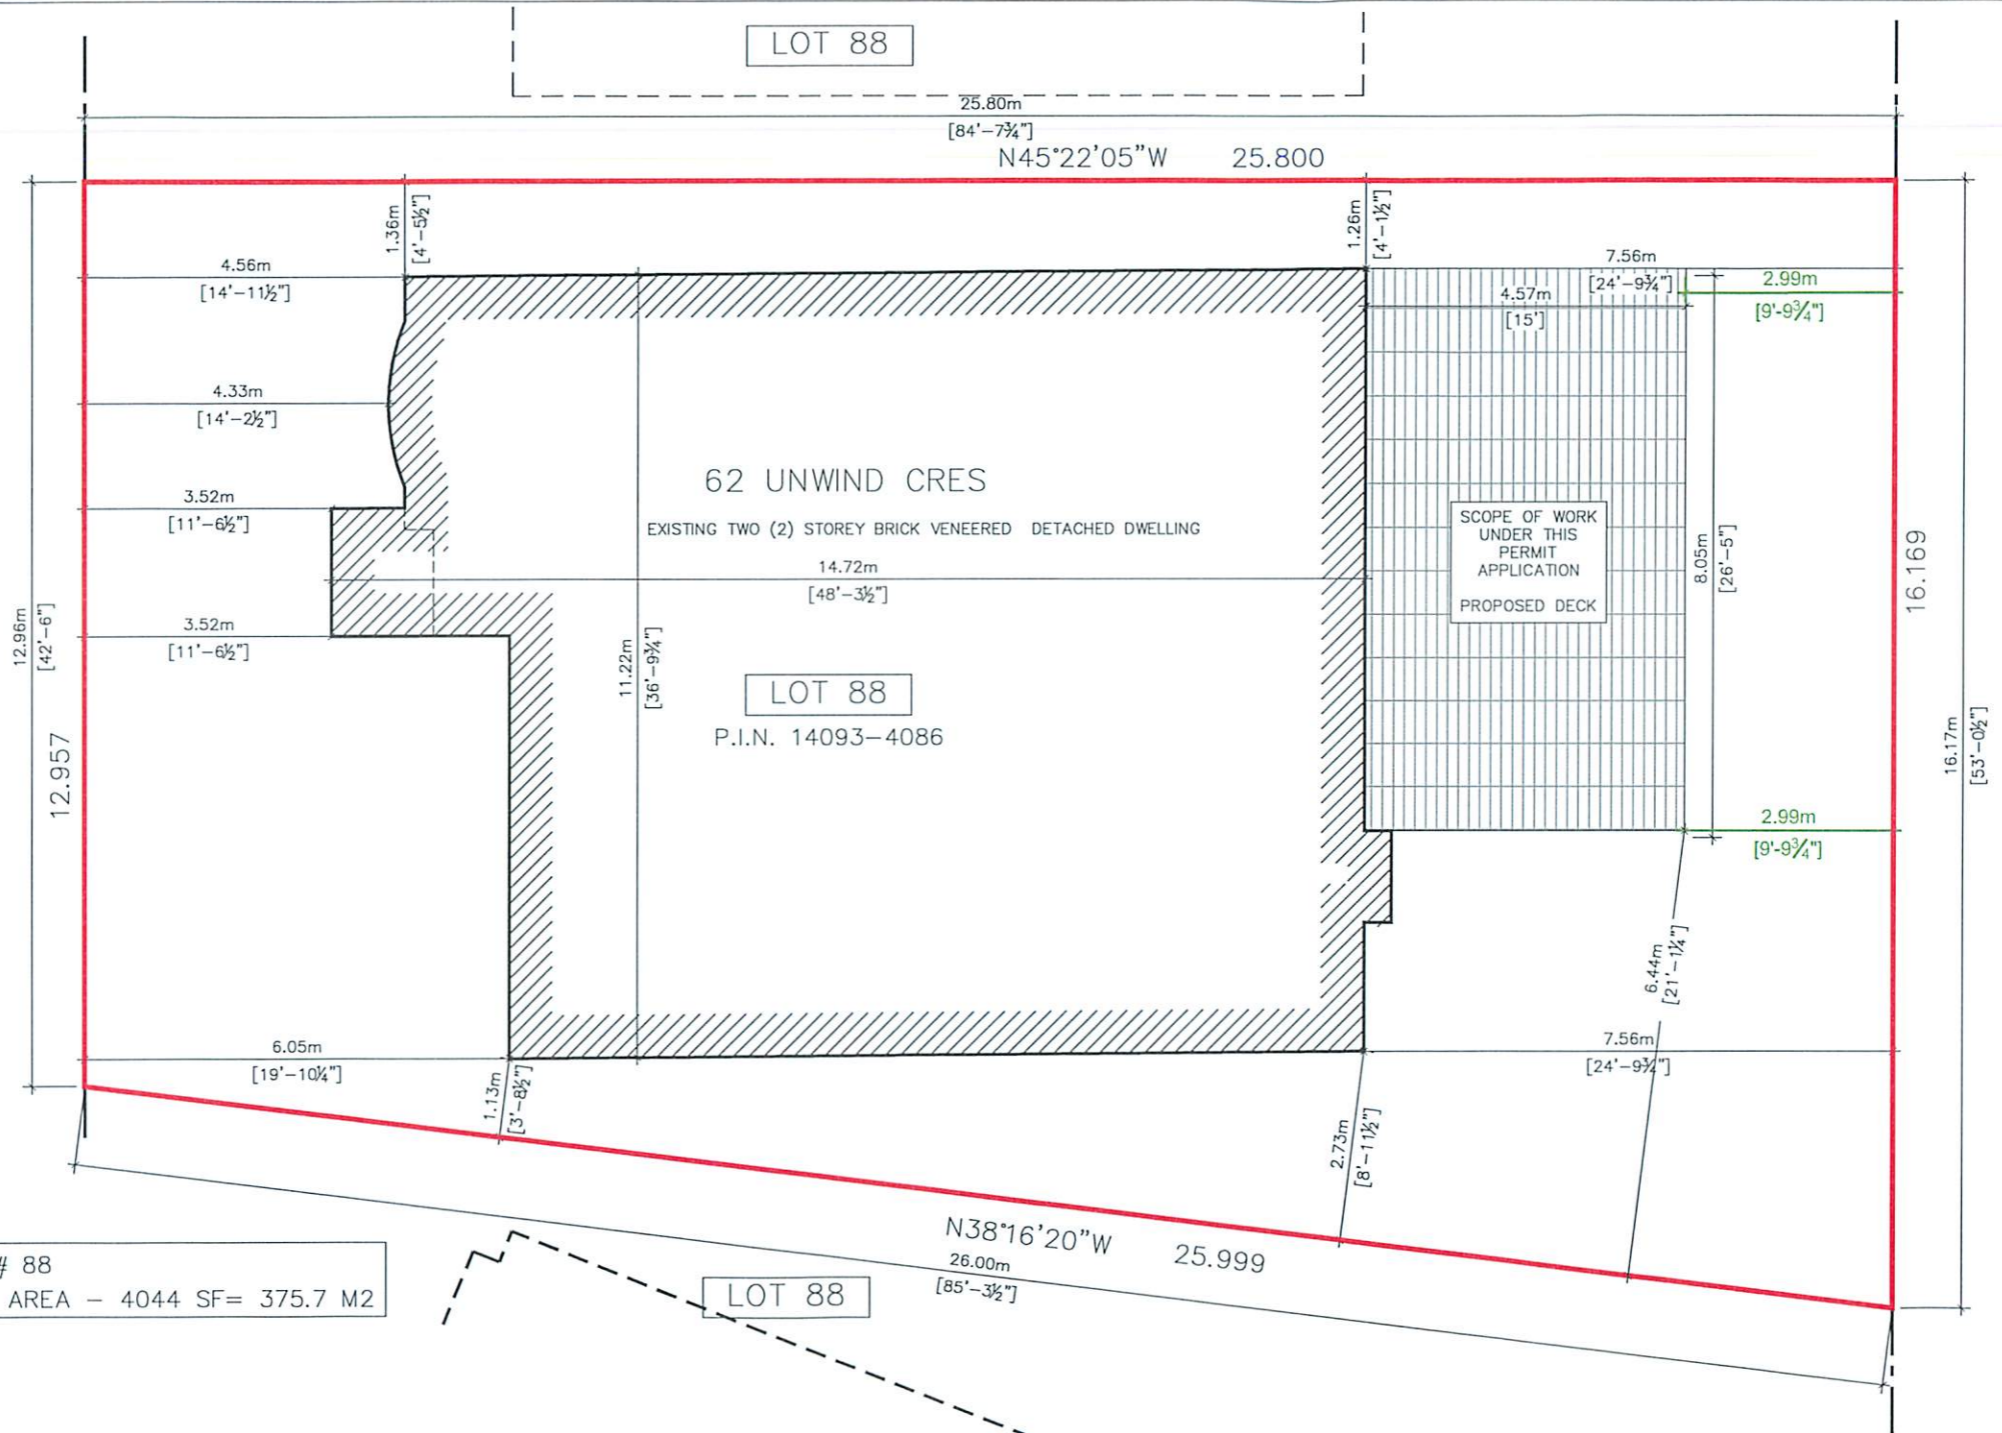 LOT 88
25.80m
[84'-7¾"]
N45°22'05"W 25.800
1.36m
[4'-5½"]
1.26m
[4'-1½"]
4.56m
[14'-11½"]
7.56m
[24'-9¾"]
2.99m
[9'-9¾"]
4.57m
[15']
4.33m
[14'-2½"]
62 UNWIND CRES
EXISTING TWO (2) STOREY BRICK VENEERED DETACHED DWELLING
3.52m
[11'-6½"]
14.72m
[48'-3½"]
SCOPE OF WORK
UNDER THIS
PERMIT
APPLICATION
PROPOSED DECK
8.05m
[26'-5"]
16.169
12.96m
[42'-6"]
3.52m
[11'-6½"]
11.22m
[36'-9¾"]
LOT 88
P.I.N. 14093-4086
12.957
16.17m
[53'-0½"]
2.99m
[9'-9¾"]
6.44m
[21'-1¼"]
6.05m
[19'-10¼"]
7.56m
[24'-9¾"]
1.13m
[3'-8½"]
2.73m
[8'-11½"]
N38°16'20"W 25.999
26.00m
[85'-3½"]
# 88
AREA - 4044 SF= 375.7 M2
LOT 88